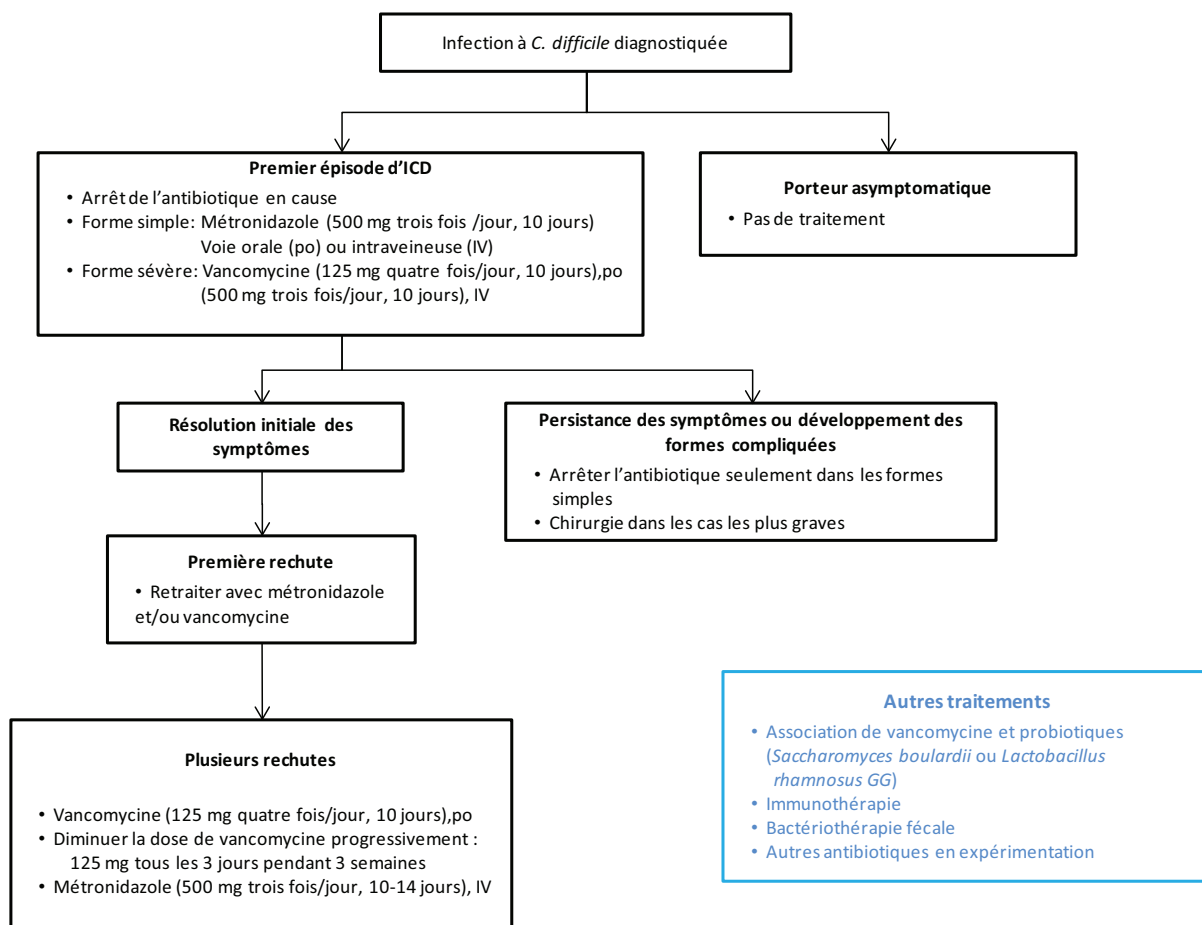 Infection à C. difficile diagnostiquée
Premier épisode d'ICD
• Arrêt de l'antibiotique en cause
• Forme simple: Métronidazole (500 mg trois fois /jour, 10 jours)
Voie orale (po) ou intraveineuse (IV)
• Forme sévère: Vancomycine (125 mg quatre fois/jour, 10 jours),po
(500 mg trois fois/jour, 10 jours), IV
Porteur asymptomatique
• Pas de traitement
Résolution initiale des
symptômes
Persistance des symptômes ou développement des
formes compliquées
• Arrêter l'antibiotique seulement dans les formes
simples
• Chirurgie dans les cas les plus graves
Première rechute
• Retraiter avec métronidazole
et/ou vancomycine
Plusieurs rechutes
• Vancomycine (125 mg quatre fois/jour, 10 jours),po
• Diminuer la dose de vancomycine progressivement :
125 mg tous les 3 jours pendant 3 semaines
• Métronidazole (500 mg trois fois/jour, 10-14 jours), IV
Autres traitements
• Association de vancomycine et probiotiques
(Saccharomyces boulardii ou Lactobacillus
rhamnosus GG)
• Immunothérapie
• Bactériothérapie fécale
• Autres antibiotiques en expérimentation